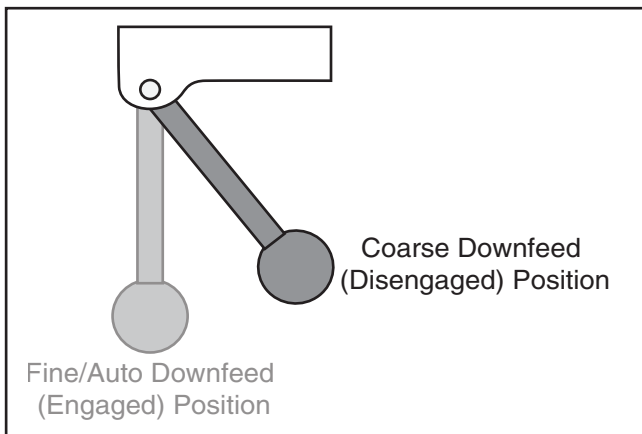 Coarse Downfeed
(Disengaged) Position
Fine/Auto Downfeed
(Engaged) Position